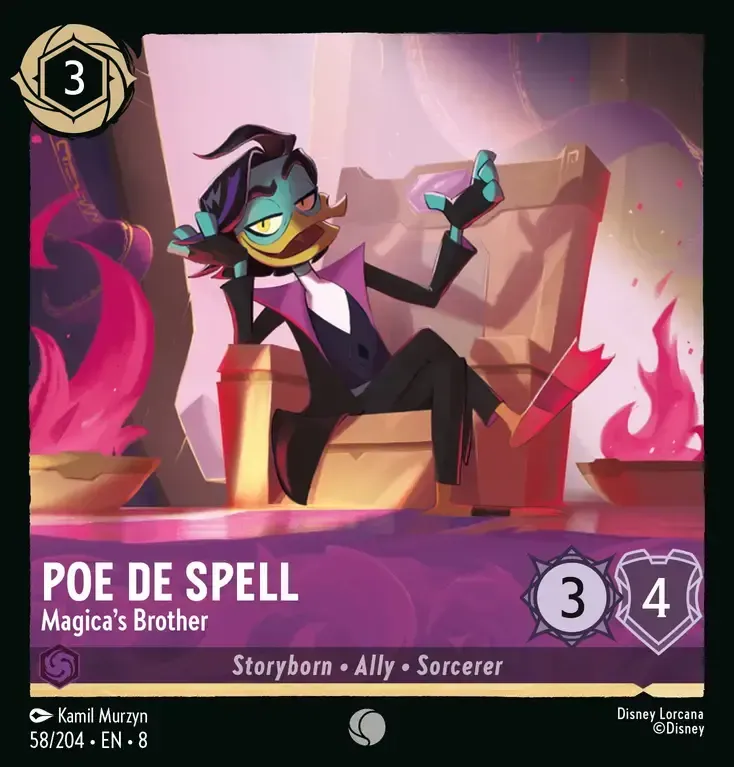 3
POE DE SPELL
Magica's Brother
3
4
Storyborn • Ally • Sorcerer
Kamil Murzyn
58/204 • EN • 8
Disney Lorcana
©Disney